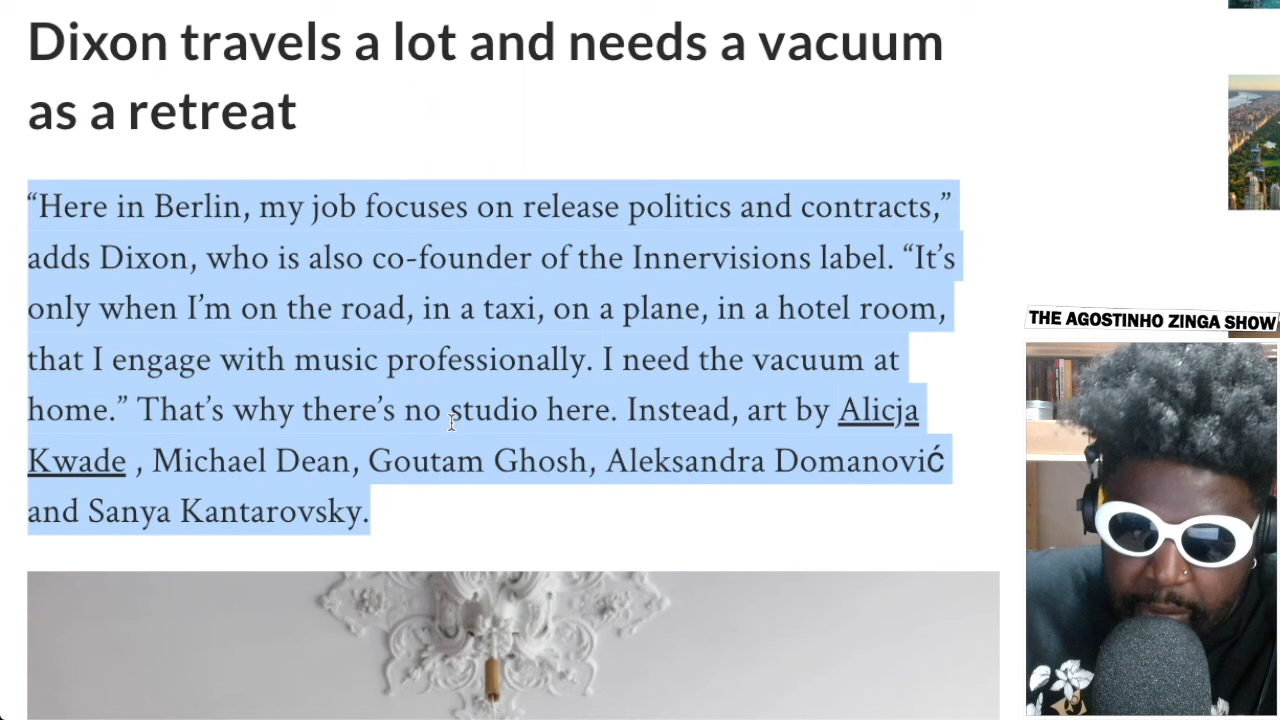 Dixon travels a lot and needs a vacuum
as a retreat
“Here in Berlin, my job focuses on release politics and contracts,”
adds Dixon, who is also co-founder of the Innervisions label. “It’s
only when I’m on the road, in a taxi, on a plane, in a hotel room,
that I engage with music professionally. I need the vacuum at
home.” That’s why there’s no studio here. Instead, art by Alicja
Kwade , Michael Dean, Goutam Ghosh, Aleksandra Domanović
and Sanya Kantarovsky.
THE AGOSTINHO ZINGA SHOW